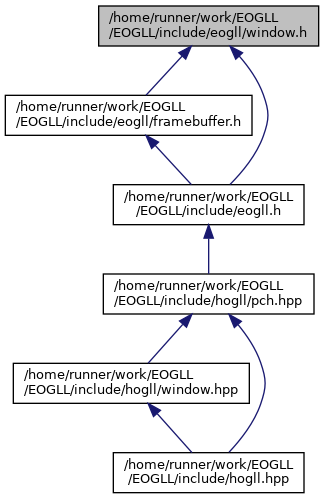 /home/runner/work/EOGLL
/EOGLL/include/eogll/window.h
/home/runner/work/EOGLL
/EOGLL/include/eogll/framebuffer.h
/home/runner/work/EOGLL
/EOGLL/include/eogll.h
/home/runner/work/EOGLL
/EOGLL/include/hogll/pch.hpp
/home/runner/work/EOGLL
/EOGLL/include/hogll/window.hpp
/home/runner/work/EOGLL
/EOGLL/include/hogll.hpp